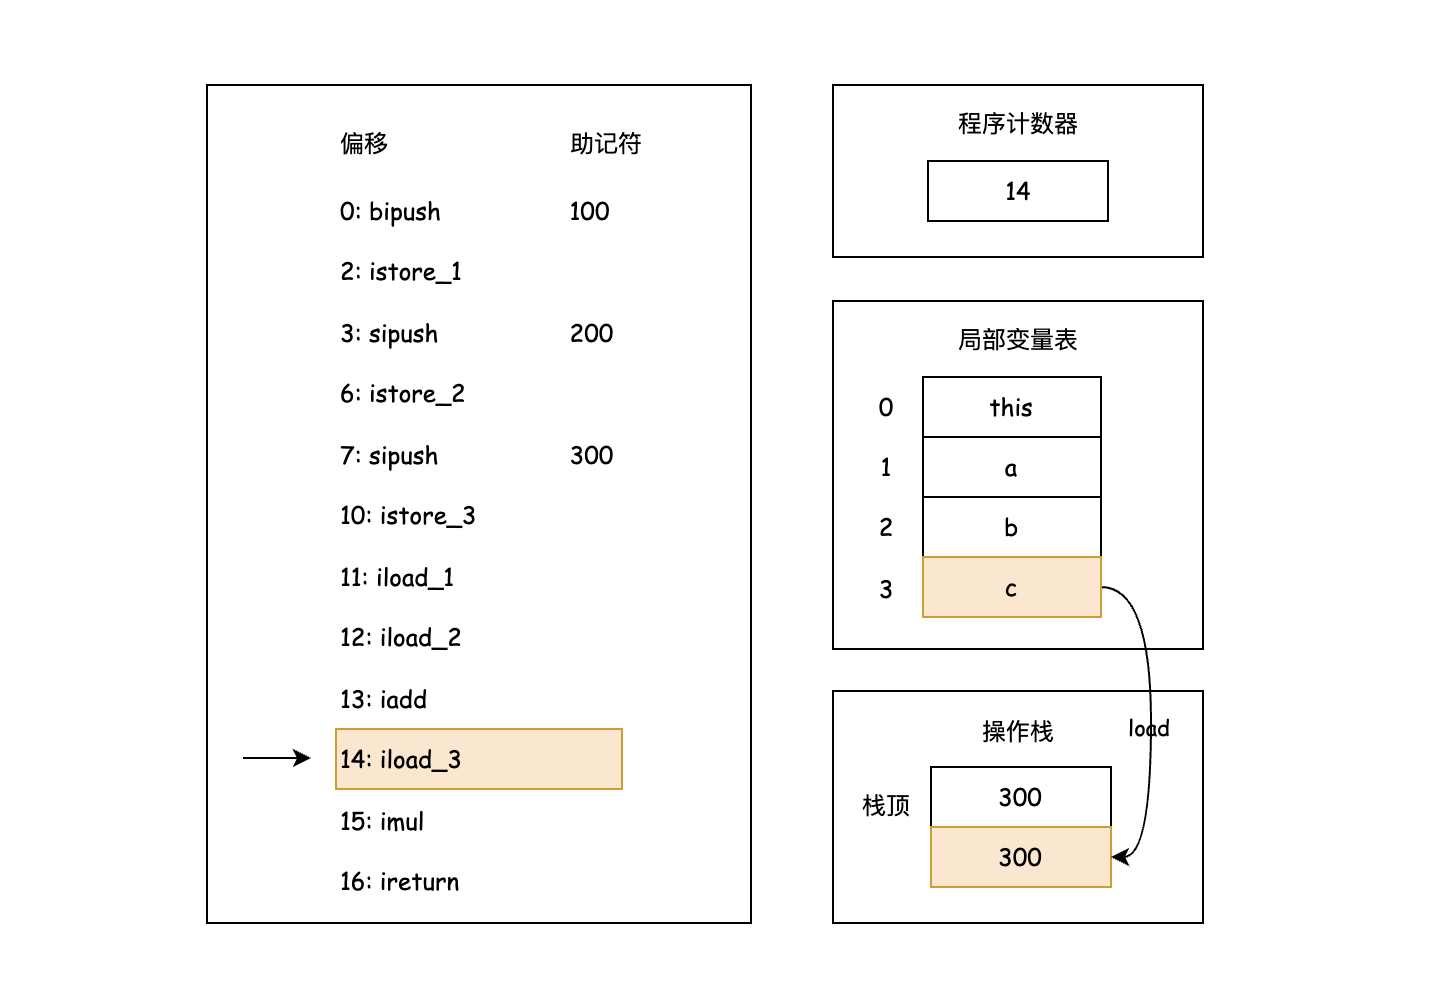 偏移 助记符
0: bipush 100
2: istore_1
3: sipush 200
6: istore_2
7: sipush 300
10: istore_3
11: iload_1
12: iload_2
13: iadd
14: iload_3
15: imul
16: ireturn
程序计数器
14
局部变量表
0 this
1 a
2 b
3 c
操作栈
load
栈顶
300
300